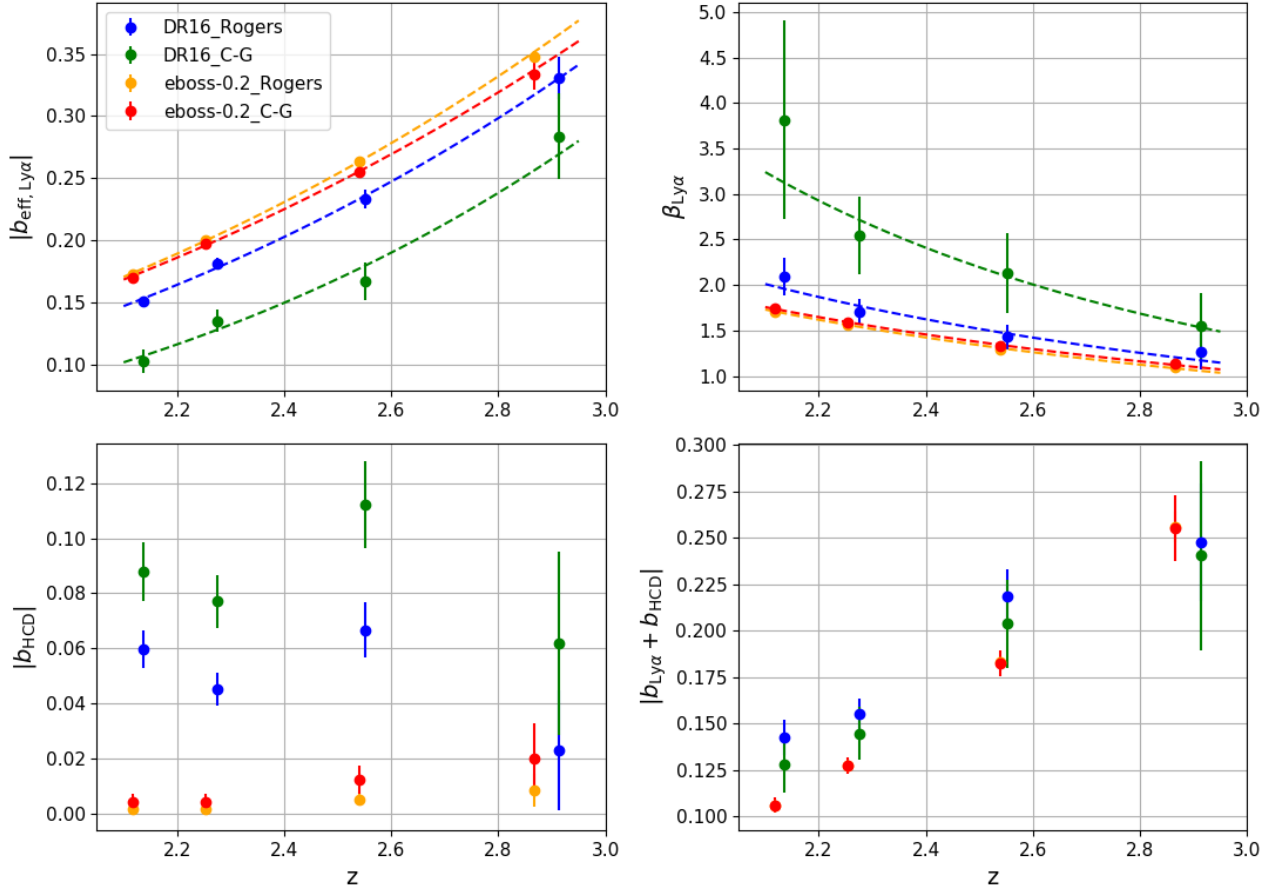 DR16_Rogers
DR16_C-G
eboss-0.2_Rogers
eboss-0.2_C-G
|b_eff, Lyα|
0.35
0.30
0.25
0.20
0.15
0.10
2.2 2.4 2.6 2.8 3.0
β_Lyα
5.0
4.5
4.0
3.5
3.0
2.5
2.0
1.5
1.0
2.2 2.4 2.6 2.8 3.0
|b_HCD|
0.12
0.10
0.08
0.06
0.04
0.02
0.00
2.2 2.4 2.6 2.8 3.0
z
|b_Lyα + b_HCD|
0.300
0.275
0.250
0.225
0.200
0.175
0.150
0.125
0.100
2.2 2.4 2.6 2.8 3.0
z